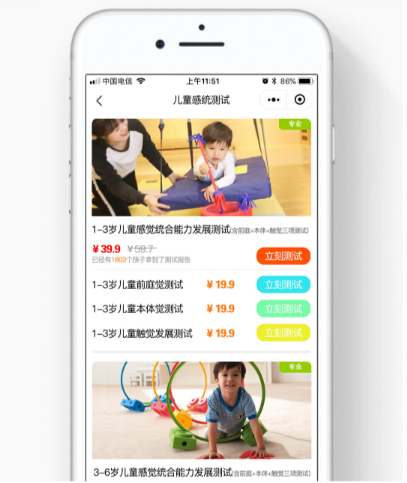 中国电信 上午11:51 86%
儿童感统测试
专业
1-3岁儿童感觉统合能力发展测试(含前庭+本体+触觉三项测试)
￥39.9 ￥59.7
已经有1802个孩子拿到了测试报告
立刻测试
1-3岁儿童前庭觉测试 ￥19.9 立刻测试
1-3岁儿童本体觉测试 ￥19.9 立刻测试
1-3岁儿童触觉发展测试 ￥19.9 立刻测试
专业
3-6岁儿童感觉统合能力发展测试(含前庭+本体+触觉三项测试)